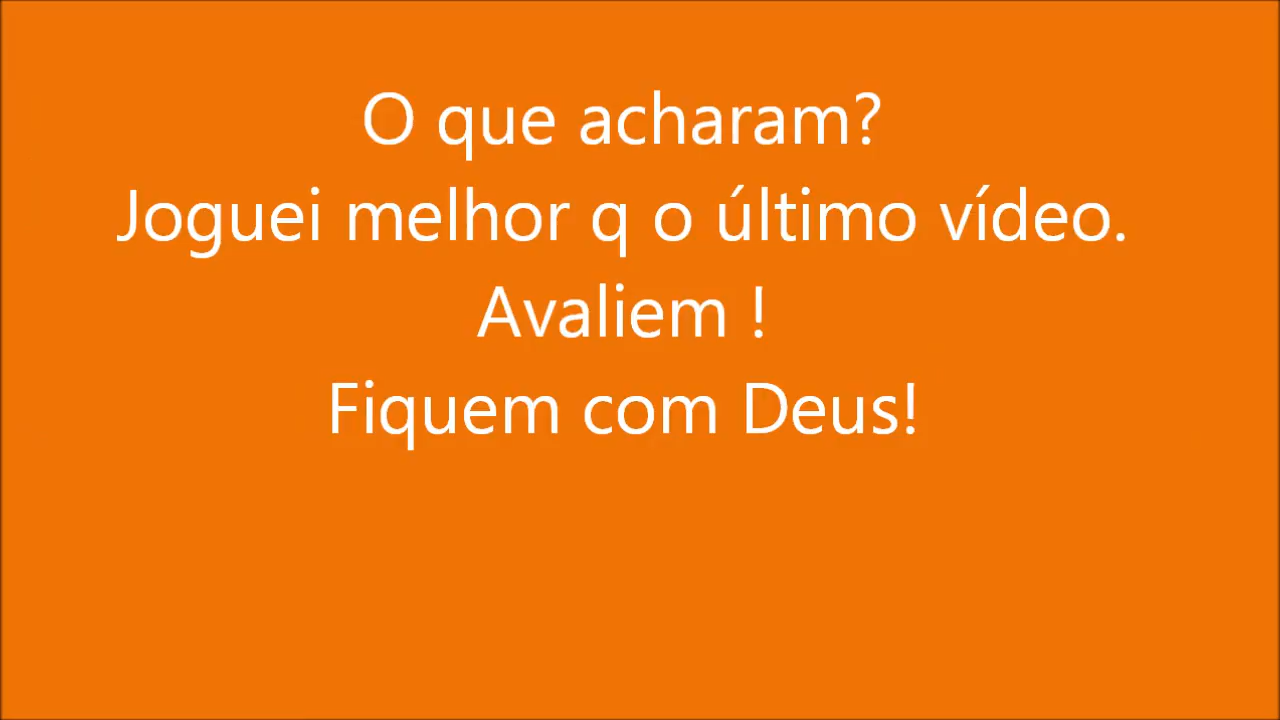 O que acharam?
Joguei melhor q o último vídeo.
Avaliem !
Fiquem com Deus!